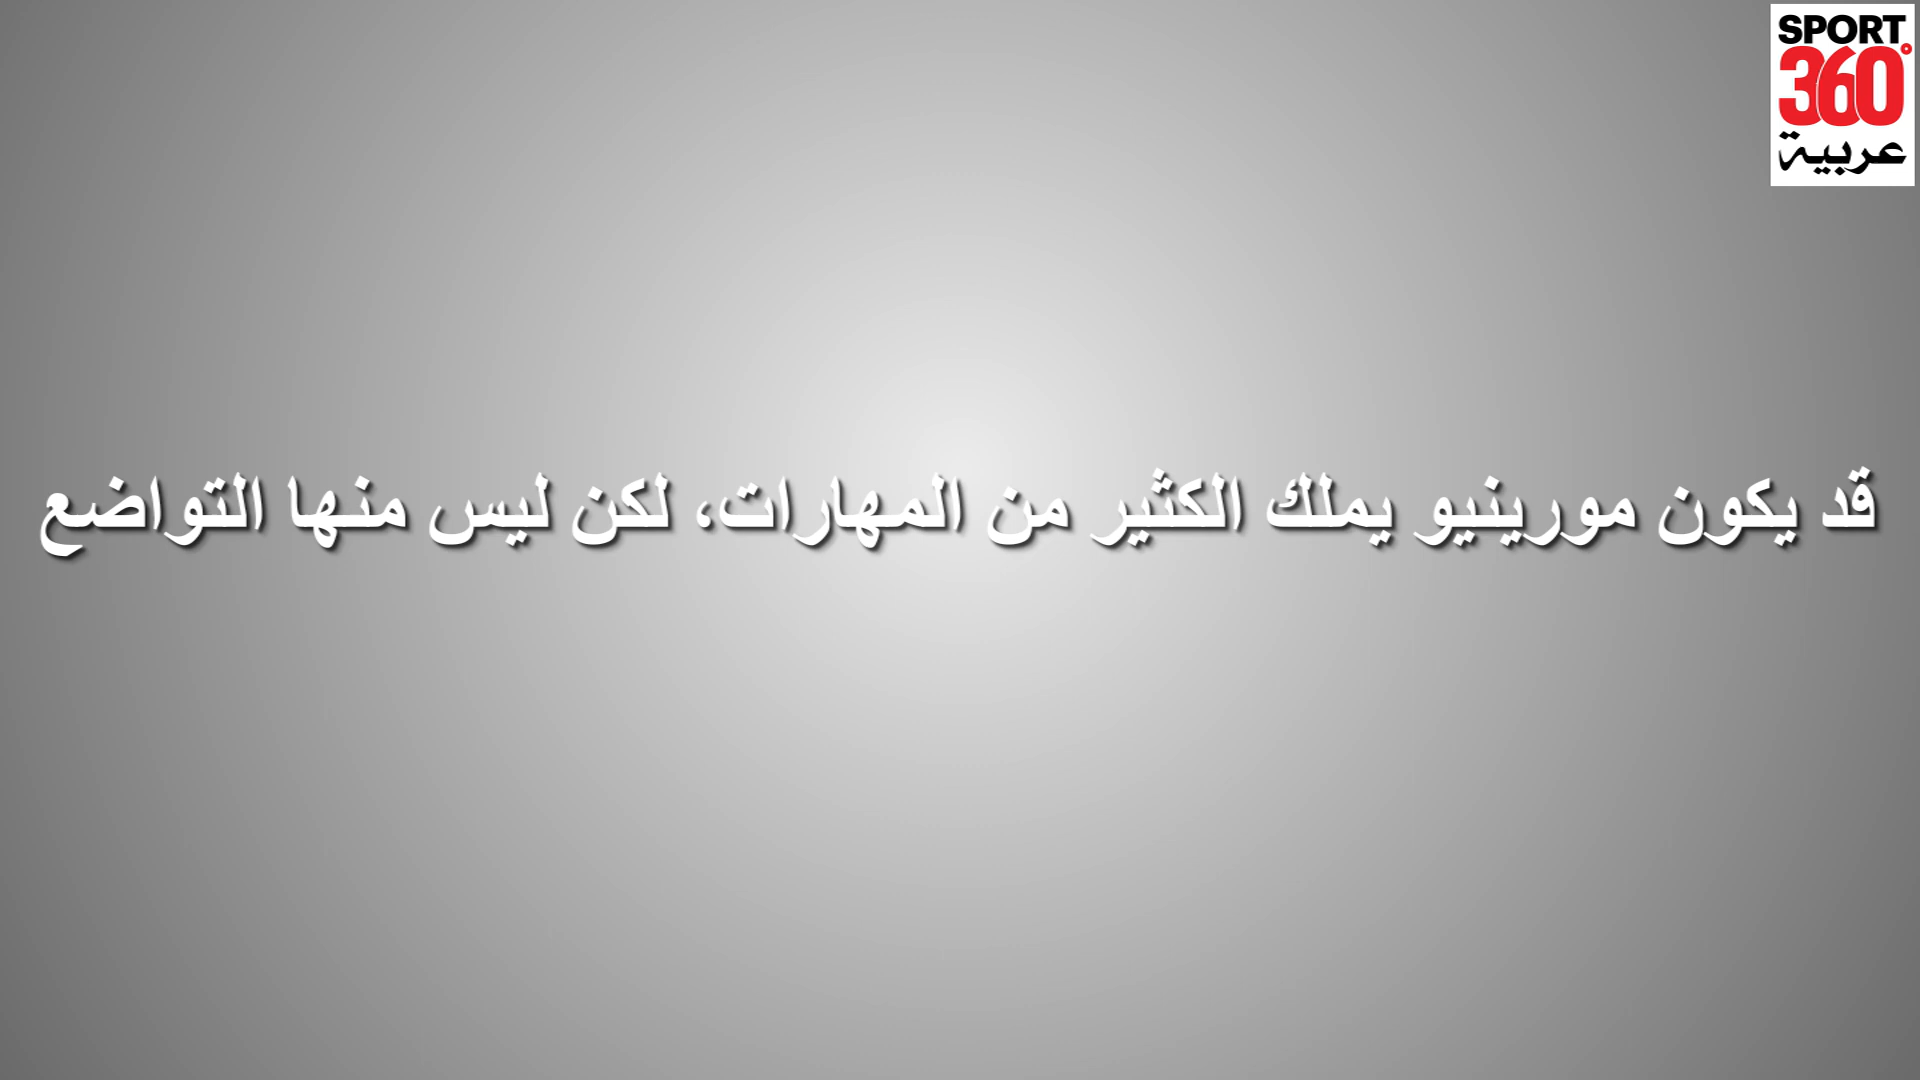 SPORT
360°
عربية
قد يكون مورينيو يملك الكثير من المهارات، لكن ليس منها التواضع